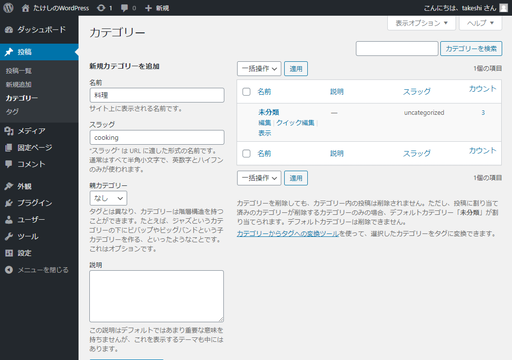 たけしのWordPress 1 0 新規
こんにちは、takeshi さん
ダッシュボード
投稿
投稿一覧
新規追加
カテゴリー
タグ
メディア
固定ページ
コメント
外観
プラグイン
ユーザー
ツール
設定
メニューを閉じる
表示オプション
ヘルプ
カテゴリー
カテゴリーを検索
新規カテゴリーを追加
名前
料理
サイト上に表示される名前です。
スラッグ
cooking
"スラッグ" は URL に適した形式の名前です。
通常はすべて半角小文字で、英数字とハイフン
のみが使われます。
親カテゴリー
なし
タグとは異なり、カテゴリーは階層構造を持つ
ことができます。たとえば、ジャズというカテ
ゴリーの下にビバップやビッグバンドという子
カテゴリーを作る、といったようなことです。
これはオプションです。
説明
この説明はデフォルトではあまり重要な意味を
持ちませんが、これを表示するテーマも中には
あります。
一括操作
適用
1個の項目
名前 説明 スラッグ カウント
未分類 — uncategorized 3
編集 | クイック編集 |
表示
名前 説明 スラッグ カウント
一括操作
適用
1個の項目
カテゴリーを削除しても、カテゴリー内の投稿は削除されません。ただし、投稿に割り当て
済みのカテゴリーが削除するカテゴリーのみの場合、デフォルトカテゴリー「未分類」が割
り当てられます。デフォルトカテゴリーは削除できません。
カテゴリーからタグへの変換ツールを使って、選択したカテゴリーをタグに変換できます。